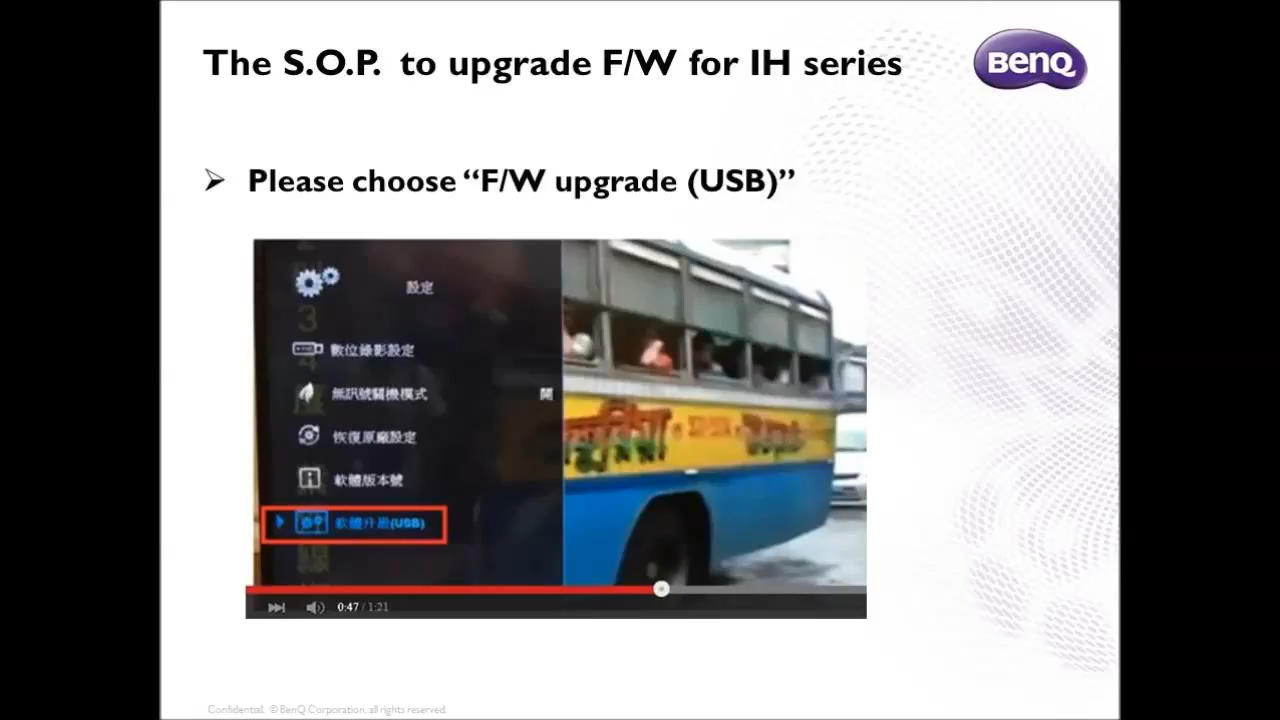 The S.O.P. to upgrade F/W for IH series
BenQ
Please choose “F/W upgrade (USB)”
設定
數位錄影設定
無訊號關機模式 開
恢復原廠設定
軟體版本號
軟體升級(USB)
0:47 / 1:21
Confidential. © BenQ Corporation, all rights reserved.